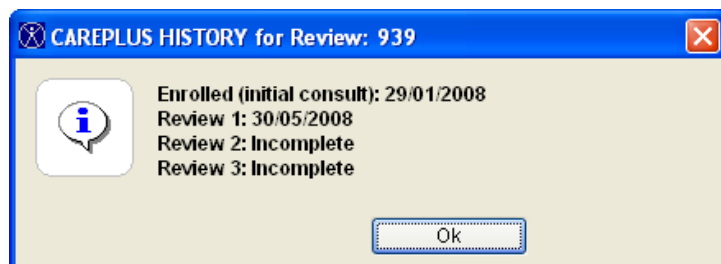 CAREPLUS HISTORY for Review: 939
Enrolled (initial consult): 29/01/2008
Review 1: 30/05/2008
Review 2: Incomplete
Review 3: Incomplete
Ok